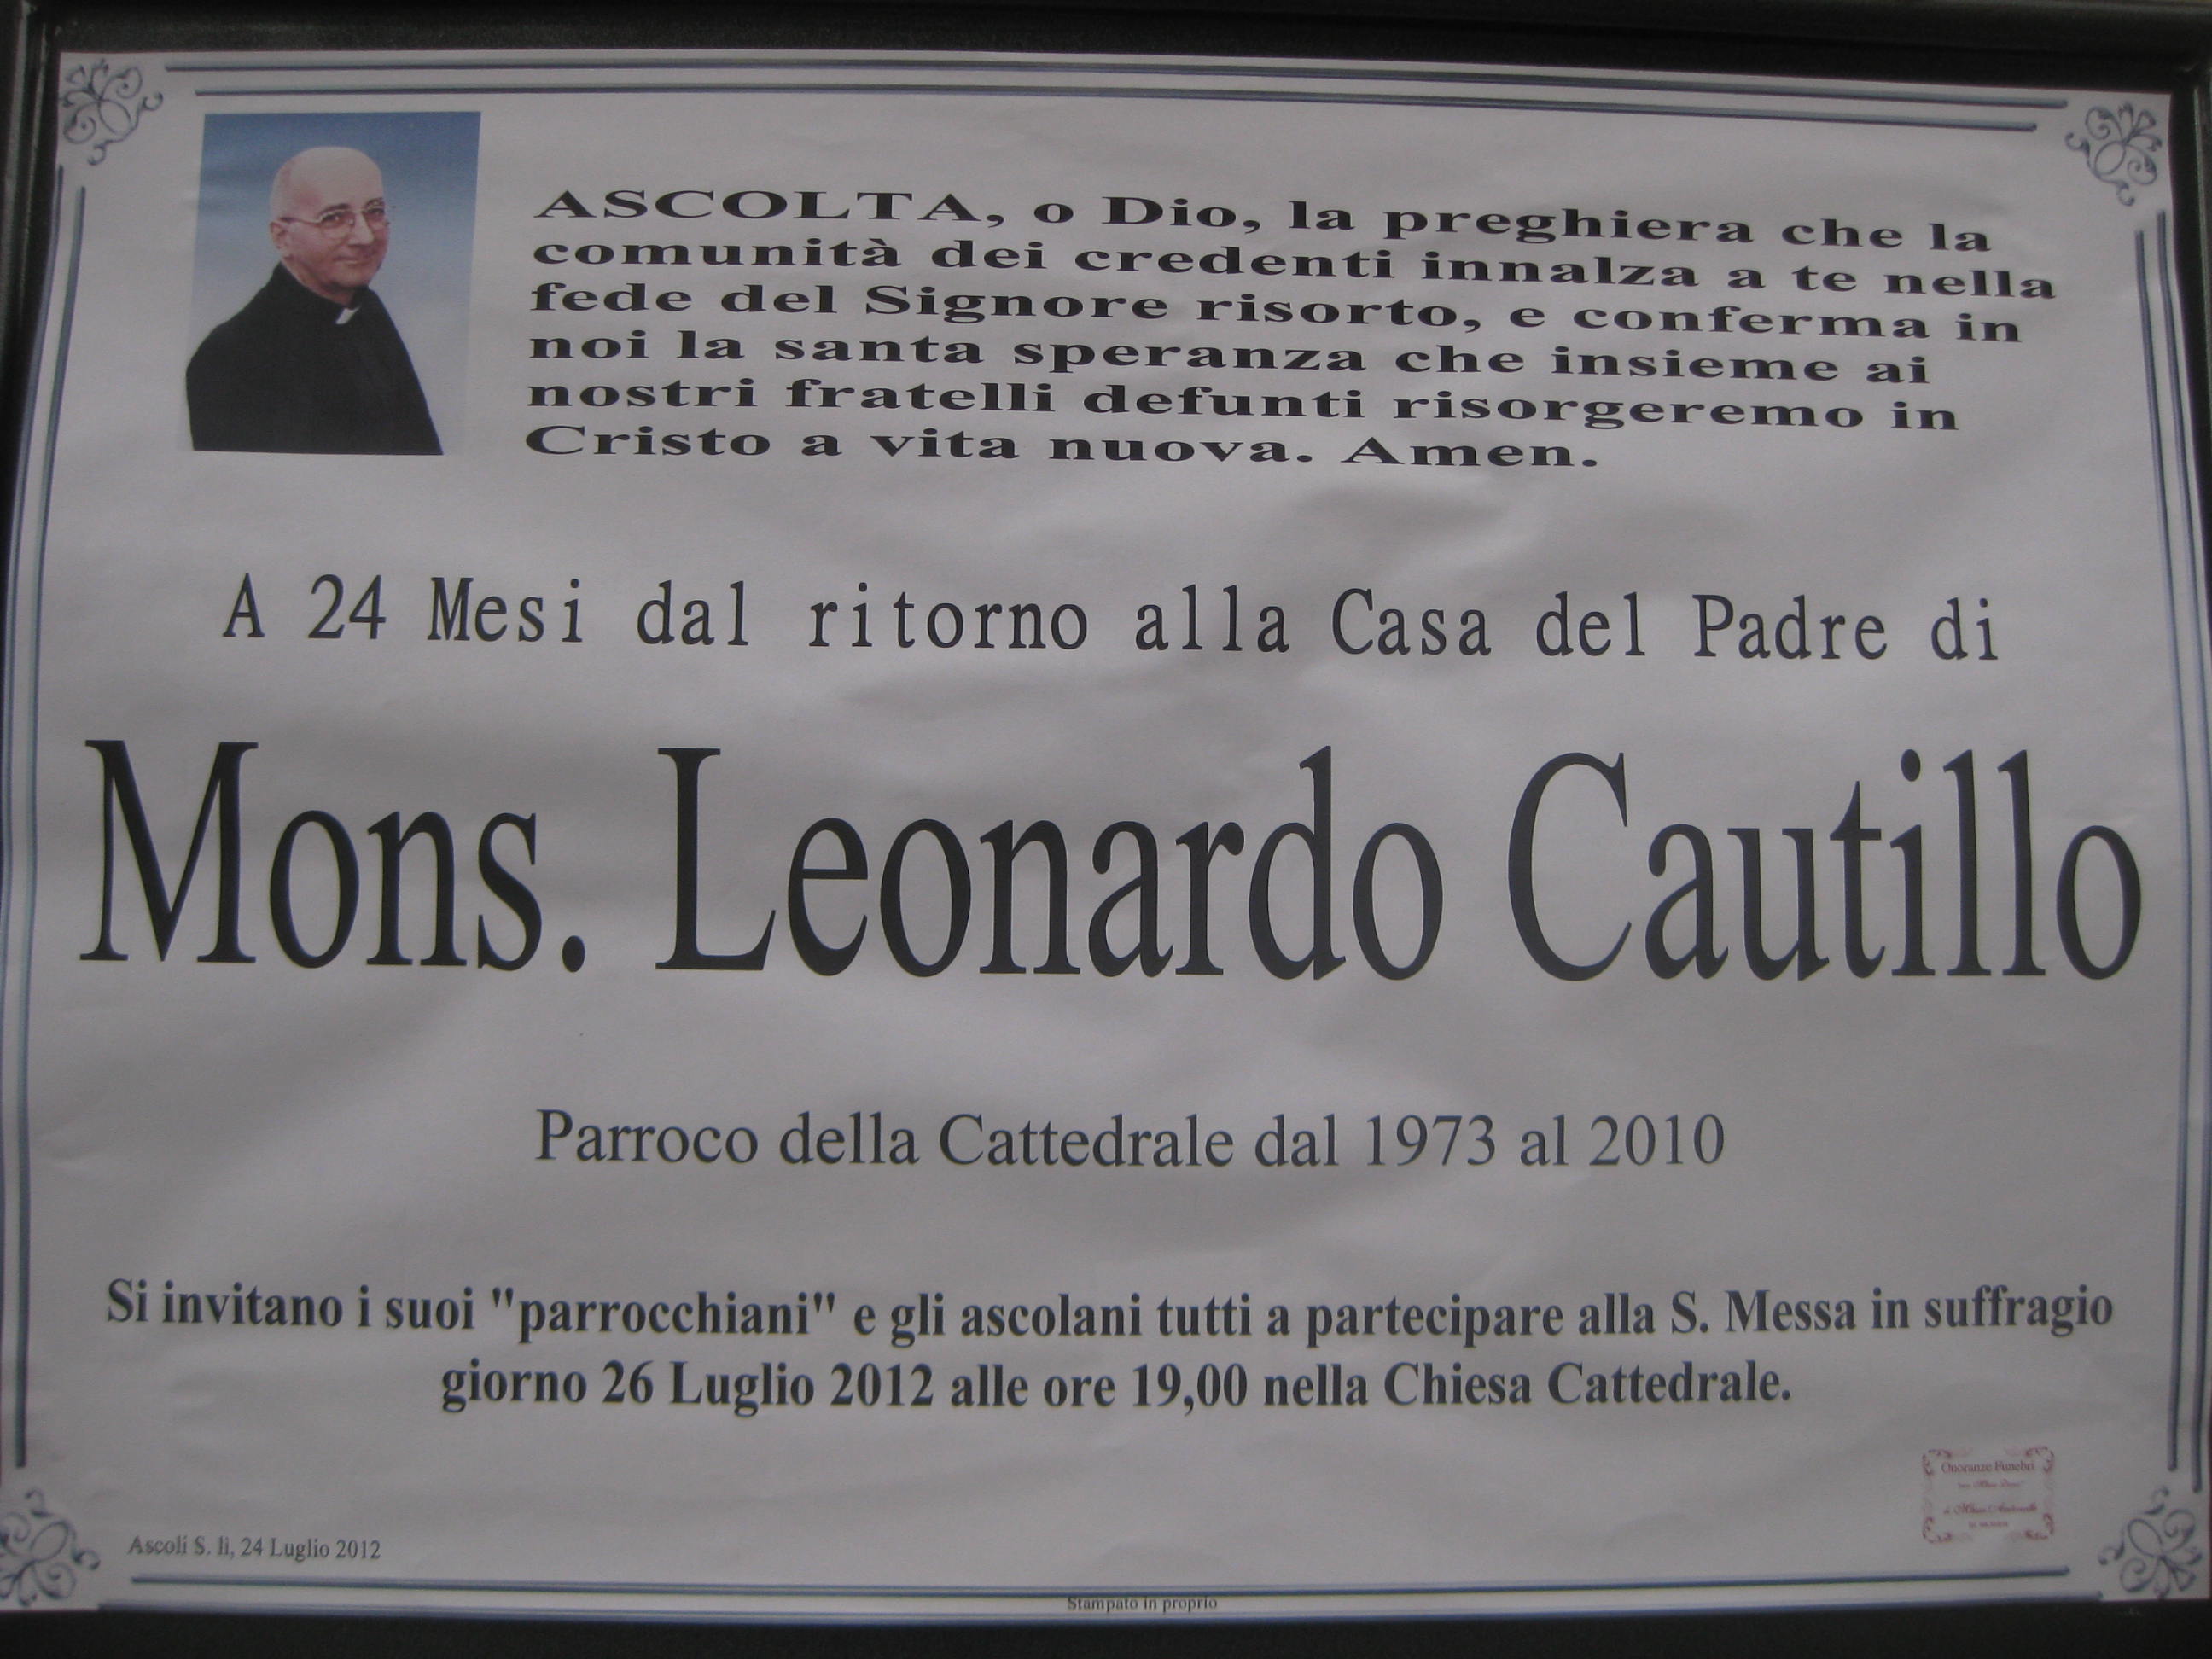 ASCOLTA, o Dio, la preghiera che la
comunità dei credenti innalza a te nella
fede del Signore risorto, e conferma in
noi la santa speranza che insieme ai
nostri fratelli defunti risorgeremo in
Cristo a vita nuova. Amen.
A 24 Mesi dal ritorno alla Casa del Padre di
Mons. Leonardo Cautillo
Parroco della Cattedrale dal 1973 al 2010
Si invitano i suoi "parrocchiani" e gli ascolani tutti a partecipare alla S. Messa in suffragio
giorno 26 Luglio 2012 alle ore 19,00 nella Chiesa Cattedrale.
Onoranze Funebri
Ascoli S. lì, 24 Luglio 2012
Stampato in proprio